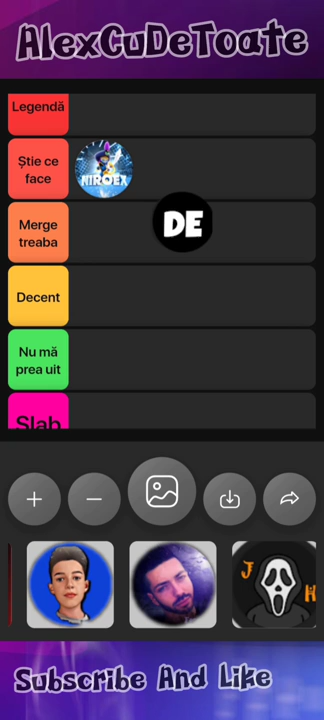 AlexCuDeToate
Legendă
Știe ce
face
NIROEX
Merge
treaba
DE
Decent
Nu mă
prea uit
Slab
J
H
Subscribe And Like